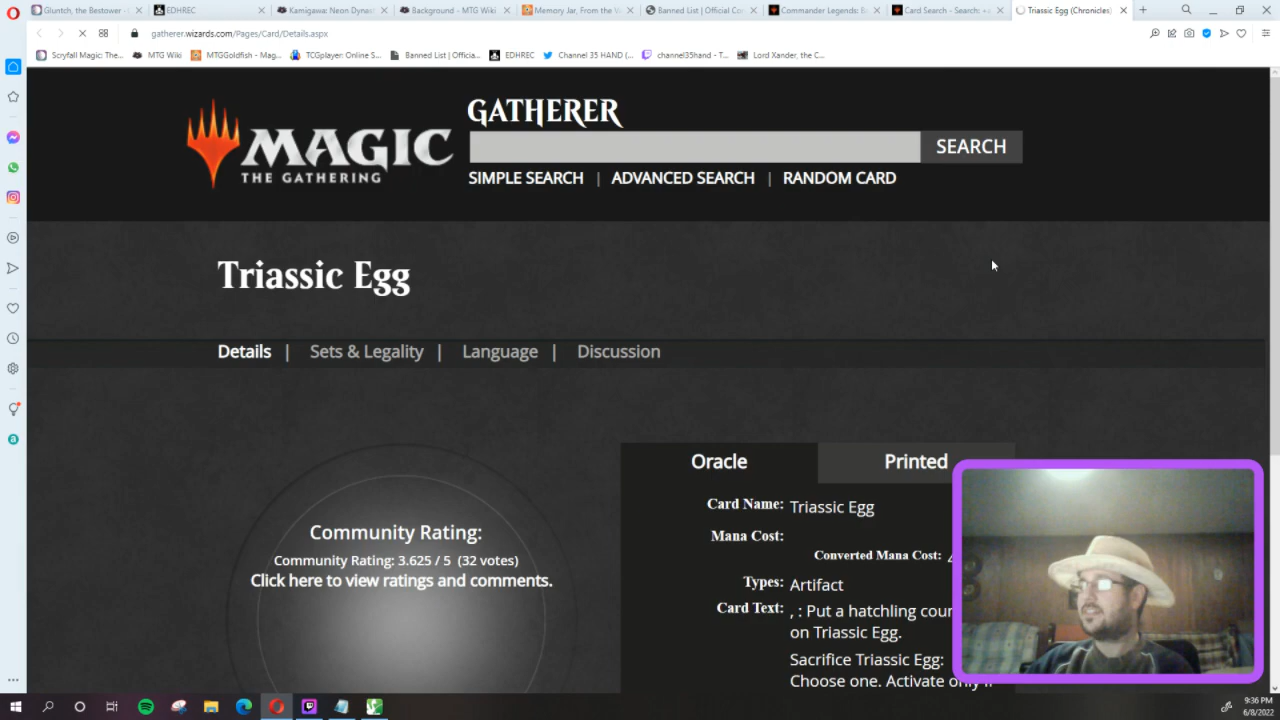 Gluntch, the Bestower -
EDHREC
Kamigawa: Neon Dynast
Background - MTG Wiki
Memory Jar, From the V
Banned List | Official Co
Commander Legends: B
Card Search - Search: +
Triassic Egg (Chronicles)
gatherer.wizards.com/Pages/Card/Details.aspx
Scryfall Magic: The...
MTG Wiki
MTGGoldfish - Mag...
TCGplayer: Online S...
Banned List | Officia...
EDHREC
Channel 35 HAND (...
channel35hand - T...
Lord Xander, the C...
MAGIC
THE GATHERING
GATHERER
SEARCH
SIMPLE SEARCH | ADVANCED SEARCH | RANDOM CARD
Triassic Egg
Details | Sets & Legality | Language | Discussion
Oracle
Printed
Community Rating:
Community Rating: 3.625 / 5 (32 votes)
Click here to view ratings and comments.
Card Name: Triassic Egg
Mana Cost:
Converted Mana Cost:
Types: Artifact
Card Text: , : Put a hatchling coun
on Triassic Egg.
Sacrifice Triassic Egg:
Choose one. Activate only if
9:36 PM
6/8/2022